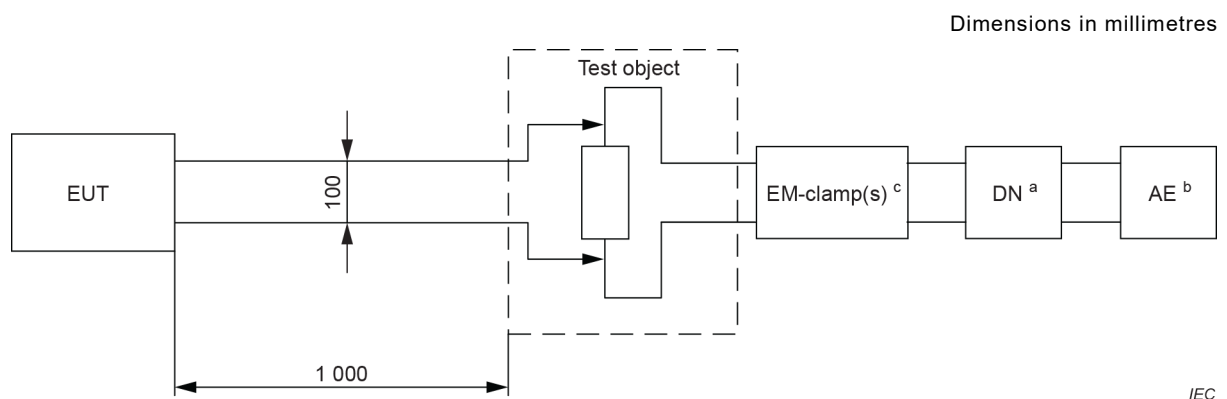 Dimensions in millimetres
Test object
EUT
100
EM-clamp(s) c
DN a
AE b
1 000
IEC